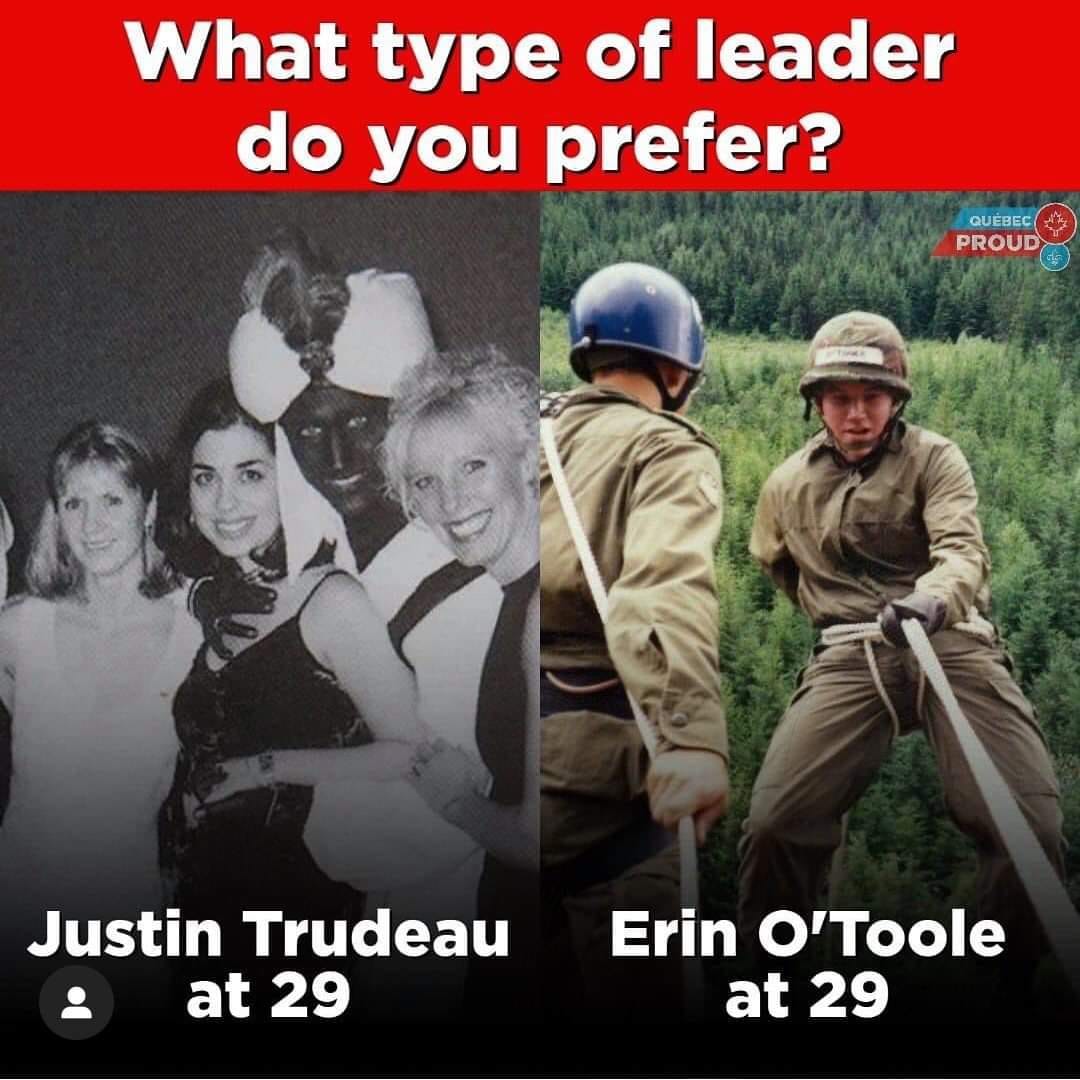 What type of leader
do you prefer?
QUÉBEC
PROUD
Justin Trudeau
at 29
Erin O'Toole
at 29